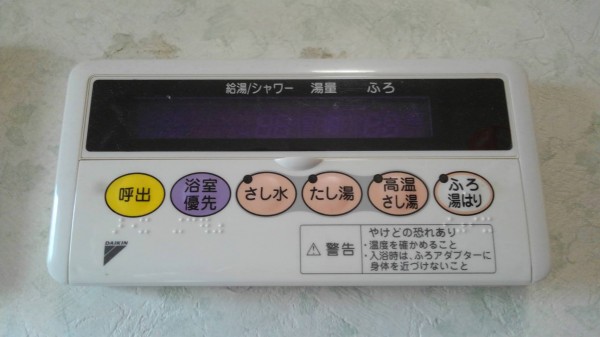 給湯/シャワー 湯量 ふろ
呼出
浴室
優先
さし水
たし湯
高温
さし湯
ふろ
湯はり
DAIKIN
警告
やけどの恐れあり
・温度を確かめること
・入浴時は、ふろアダプターに
身体を近づけないこと